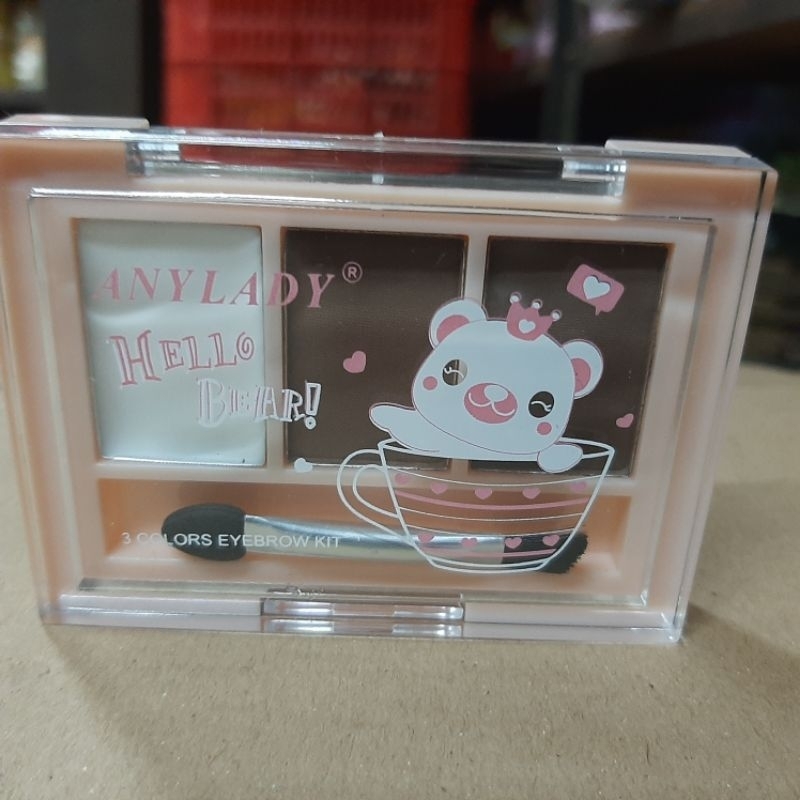 ANYLADY®
HELLO
BEAR!
3 COLORS EYEBROW KIT